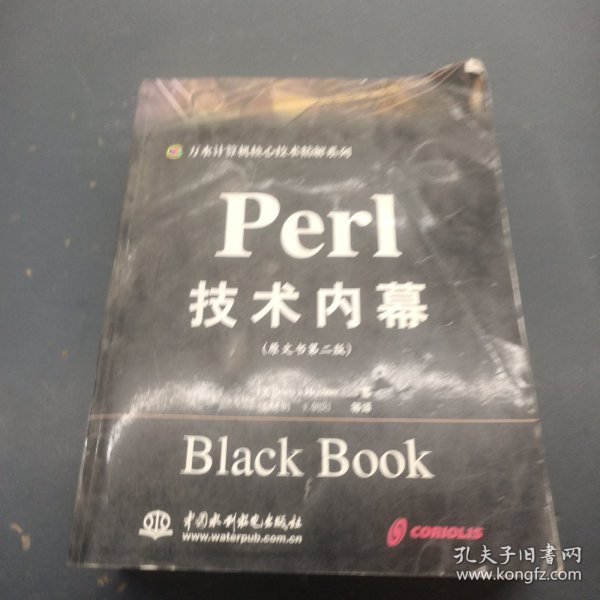 万水计算机核心技术精解系列
Perl
技术内幕
(原文书第二版)
著
等译
Black Book
中国水利水电出版社
www.waterpub.com.cn
CORIOLIS
孔夫子旧书网
www.kongfz.com